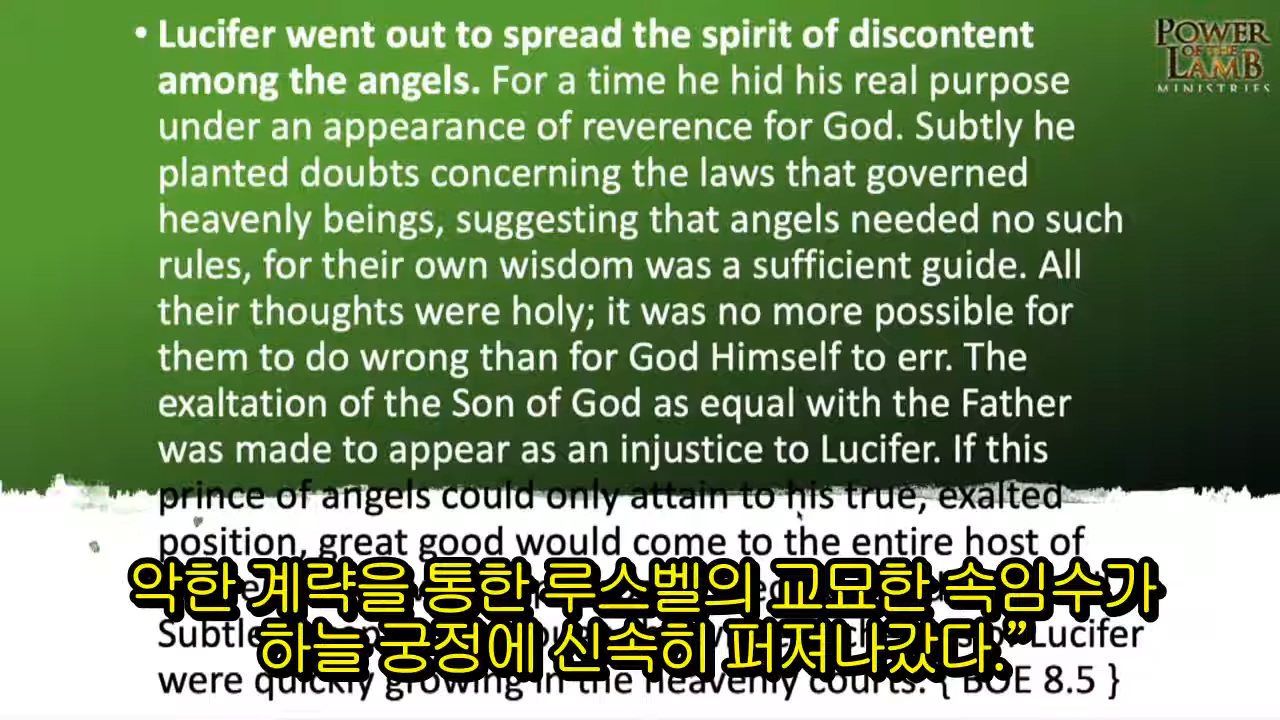 • Lucifer went out to spread the spirit of discontent
among the angels. For a time he hid his real purpose
under an appearance of reverence for God. Subtly he
planted doubts concerning the laws that governed
heavenly beings, suggesting that angels needed no such
rules, for their own wisdom was a sufficient guide. All
their thoughts were holy; it was no more possible for
them to do wrong than for God Himself to err. The
exaltation of the Son of God as equal with the Father
was made to appear as an injustice to Lucifer. If this
prince of angels could only attain to his true, exalted
position, great good would come to the entire host of
Lucifer
were quickly growing in the heavenly courts. { BOE 8.5 }
POWER
OF THE
LAMB
MINISTRIES
악한 계략을 통한 루스벨의 교묘한 속임수가
하늘 궁정에 신속히 퍼져나갔다.”